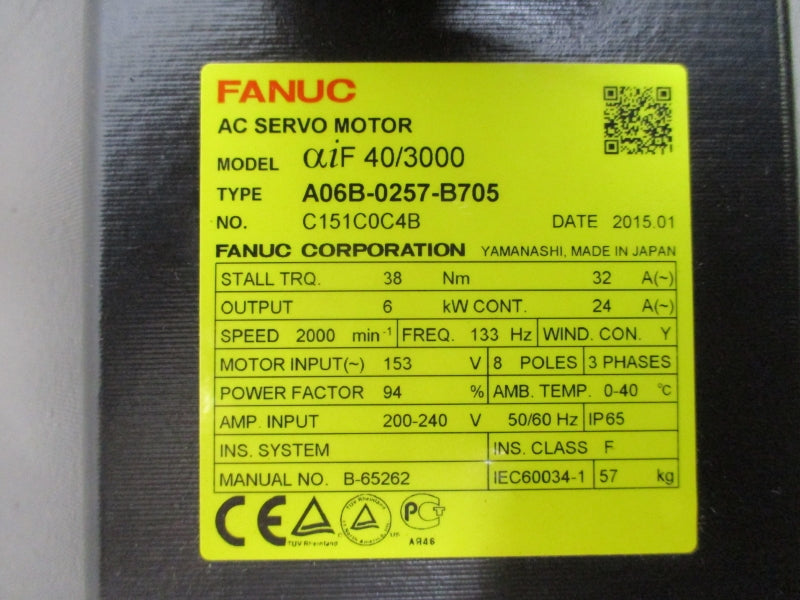 FANUC
AC SERVO MOTOR
MODEL αiF 40/3000
TYPE A06B-0257-B705
NO. C151C0C4B DATE 2015.01
FANUC CORPORATION YAMANASHI, MADE IN JAPAN
STALL TRQ. 38 Nm 32 A(~)
OUTPUT 6 kW CONT. 24 A(~)
SPEED 2000 min⁻¹ FREQ. 133 Hz WIND. CON. Y
MOTOR INPUT(~) 153 V 8 POLES 3 PHASES
POWER FACTOR 94 % AMB. TEMP. 0-40 ℃
AMP. INPUT 200-240 V 50/60 Hz IP65
INS. SYSTEM INS. CLASS F
MANUAL NO. B-65262 IEC60034-1 57 kg
CE
TÜV Rheinland
TÜV Rheinland
C US
PCT
АЯ46